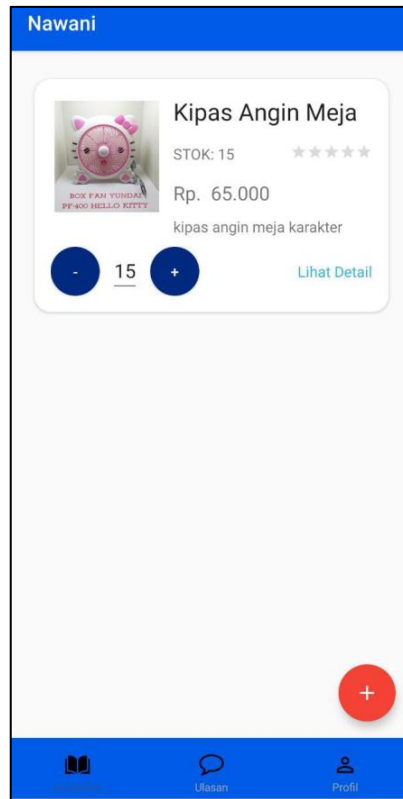 Nawani
Kipas Angin Meja
STOK: 15
Rp. 65.000
BOX FAN YUNDAI
PF-400 HELLO KITTY
kipas angin meja karakter
-
15
+
Lihat Detail
+
Ulasan
Profil